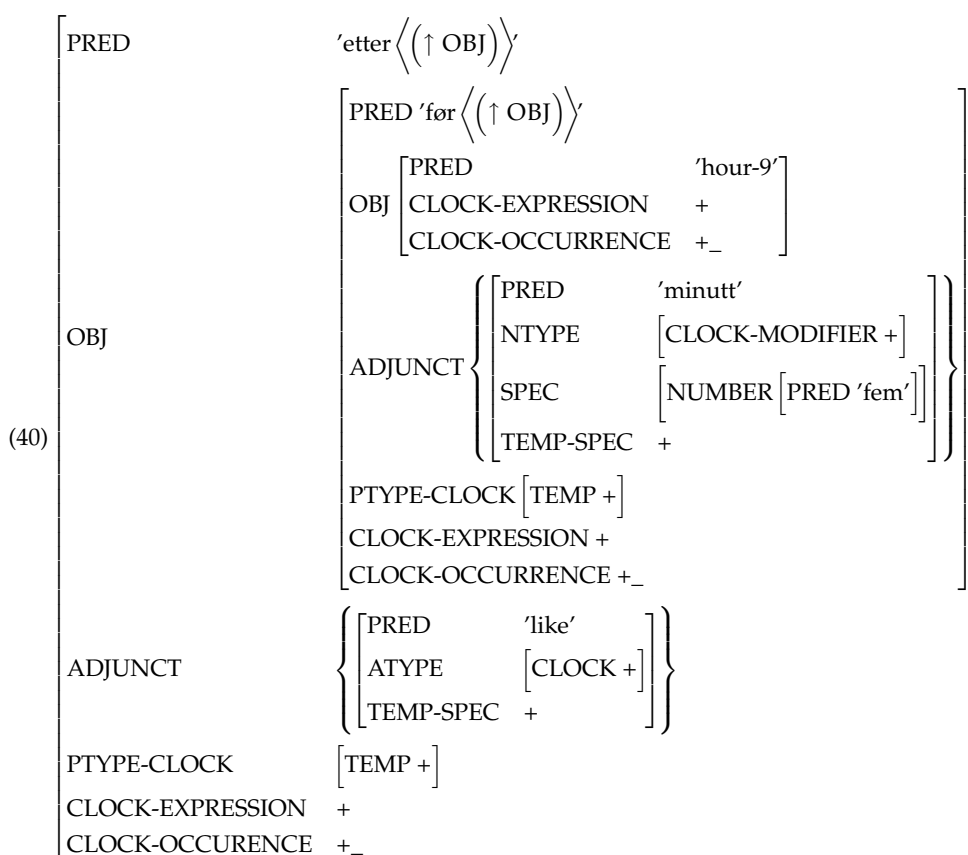 PRED 'etter⟨(↑ OBJ)⟩'
PRED 'før⟨(↑ OBJ)⟩'
PRED 'hour-9'
OBJ CLOCK-EXPRESSION +
CLOCK-OCCURRENCE +_
PRED 'minutt'
OBJ NTYPE [CLOCK-MODIFIER +]
ADJUNCT
SPEC [NUMBER [PRED 'fem']]
(40) TEMP-SPEC +
PTYPE-CLOCK [TEMP +]
CLOCK-EXPRESSION +
CLOCK-OCCURRENCE +_
PRED 'like'
ADJUNCT ATYPE [CLOCK +]
TEMP-SPEC +
PTYPE-CLOCK [TEMP +]
CLOCK-EXPRESSION +
CLOCK-OCCURENCE +_